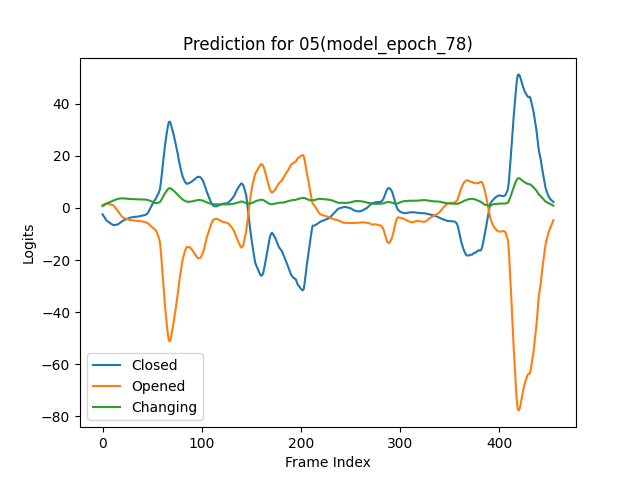 Prediction for 05(model_epoch_78)
Logits
40
20
0
−20
−40
−60
−80
Closed
Opened
Changing
0 100 200 300 400
Frame Index